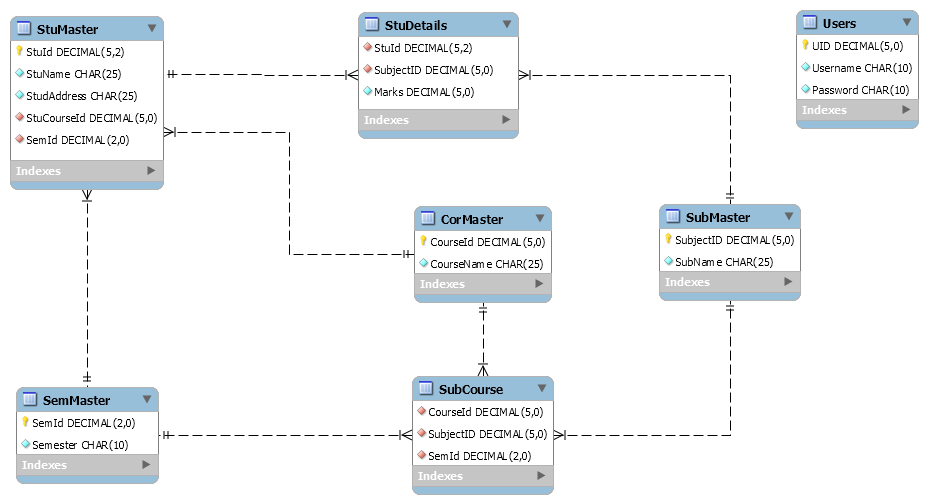 StuMaster
StuId DECIMAL(5,2)
StuName CHAR(25)
StudAddress CHAR(25)
StuCourseId DECIMAL(5,0)
SemId DECIMAL(2,0)
Indexes
StuDetails
StuId DECIMAL(5,2)
SubjectID DECIMAL(5,0)
Marks DECIMAL(5,0)
Indexes
Users
UID DECIMAL(5,0)
Username CHAR(10)
Password CHAR(10)
Indexes
CorMaster
CourseId DECIMAL(5,0)
CourseName CHAR(25)
Indexes
SubMaster
SubjectID DECIMAL(5,0)
SubName CHAR(25)
Indexes
SemMaster
SemId DECIMAL(2,0)
Semester CHAR(10)
Indexes
SubCourse
CourseId DECIMAL(5,0)
SubjectID DECIMAL(5,0)
SemId DECIMAL(2,0)
Indexes